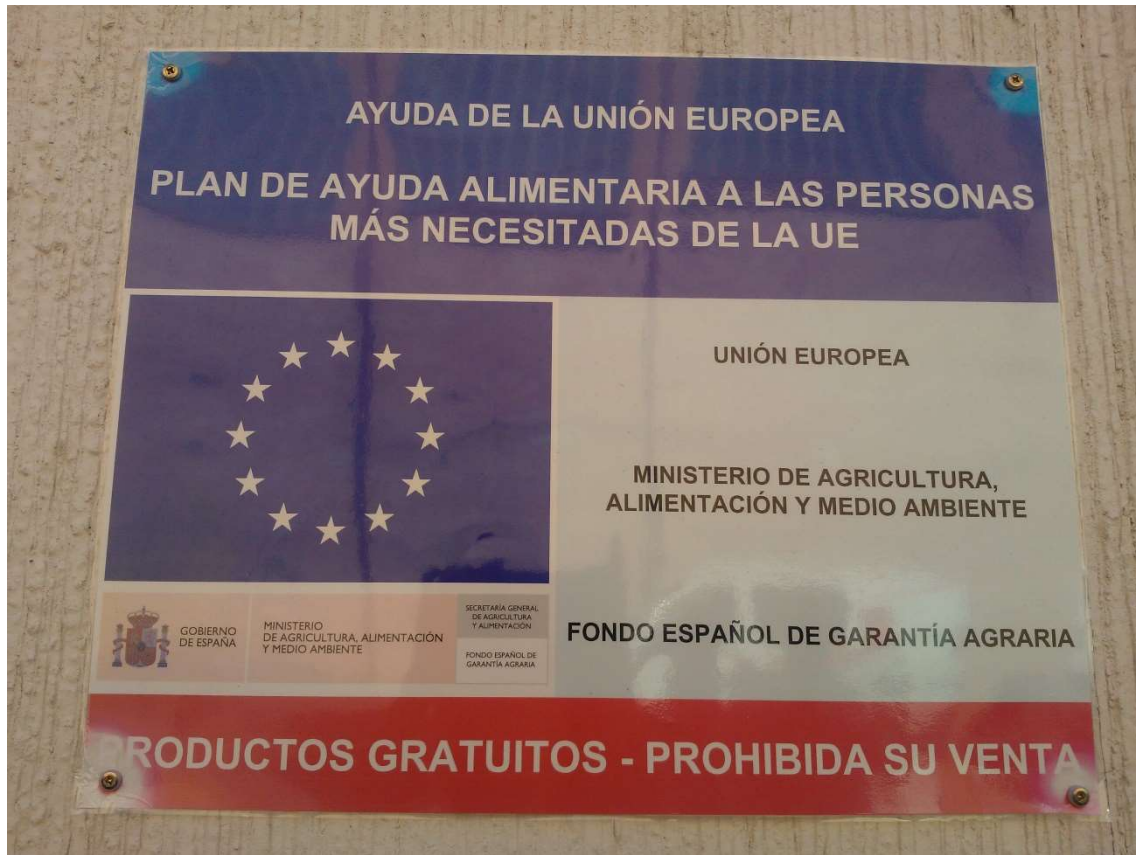 AYUDA DE LA UNIÓN EUROPEA
PLAN DE AYUDA ALIMENTARIA A LAS PERSONAS
MÁS NECESITADAS DE LA UE
UNIÓN EUROPEA
MINISTERIO DE AGRICULTURA,
ALIMENTACIÓN Y MEDIO AMBIENTE
FONDO ESPAÑOL DE GARANTÍA AGRARIA
GOBIERNO
DE ESPAÑA
MINISTERIO
DE AGRICULTURA, ALIMENTACIÓN
Y MEDIO AMBIENTE
SECRETARÍA GENERAL
DE AGRICULTURA
Y ALIMENTACIÓN
FONDO ESPAÑOL DE
GARANTÍA AGRARIA
PRODUCTOS GRATUITOS - PROHIBIDA SU VENTA